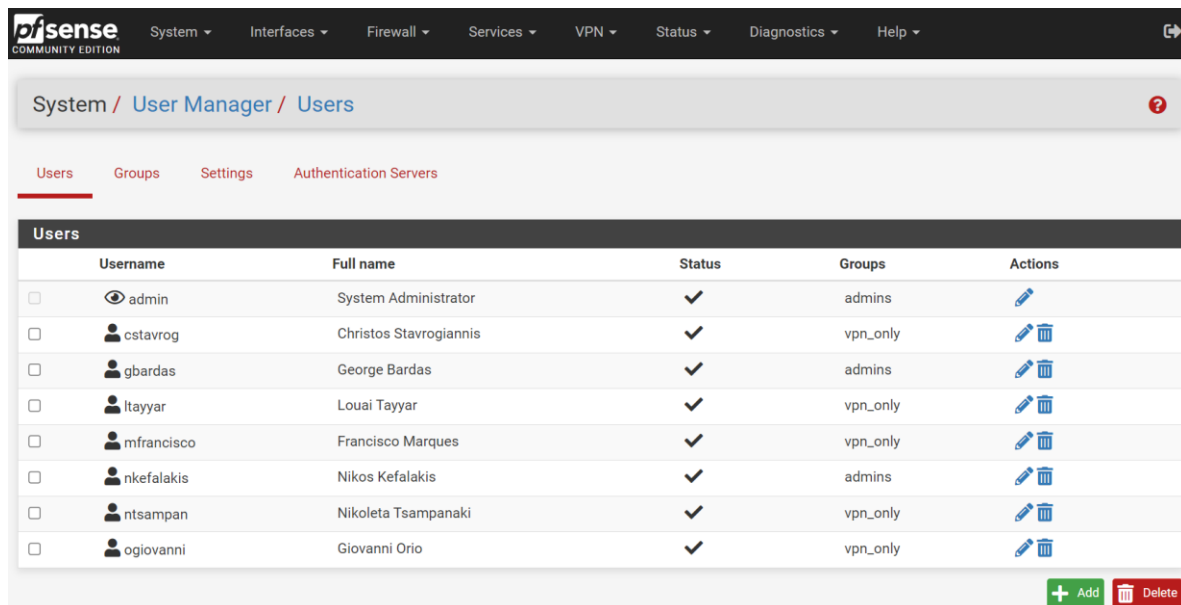 pfsense System Interfaces Firewall Services VPN Status Diagnostics Help
COMMUNITY EDITION
System / User Manager / Users
Users Groups Settings Authentication Servers
Users
Username Full name Status Groups Actions
admin System Administrator admins
cstavrog Christos Stavrogiannis vpn_only
gbardas George Bardas admins
ltayyar Louai Tayyar vpn_only
mfrancisco Francisco Marques vpn_only
nkefalakis Nikos Kefalakis admins
ntsampan Nikoleta Tsampanaki vpn_only
ogiovanni Giovanni Orio vpn_only
Add Delete